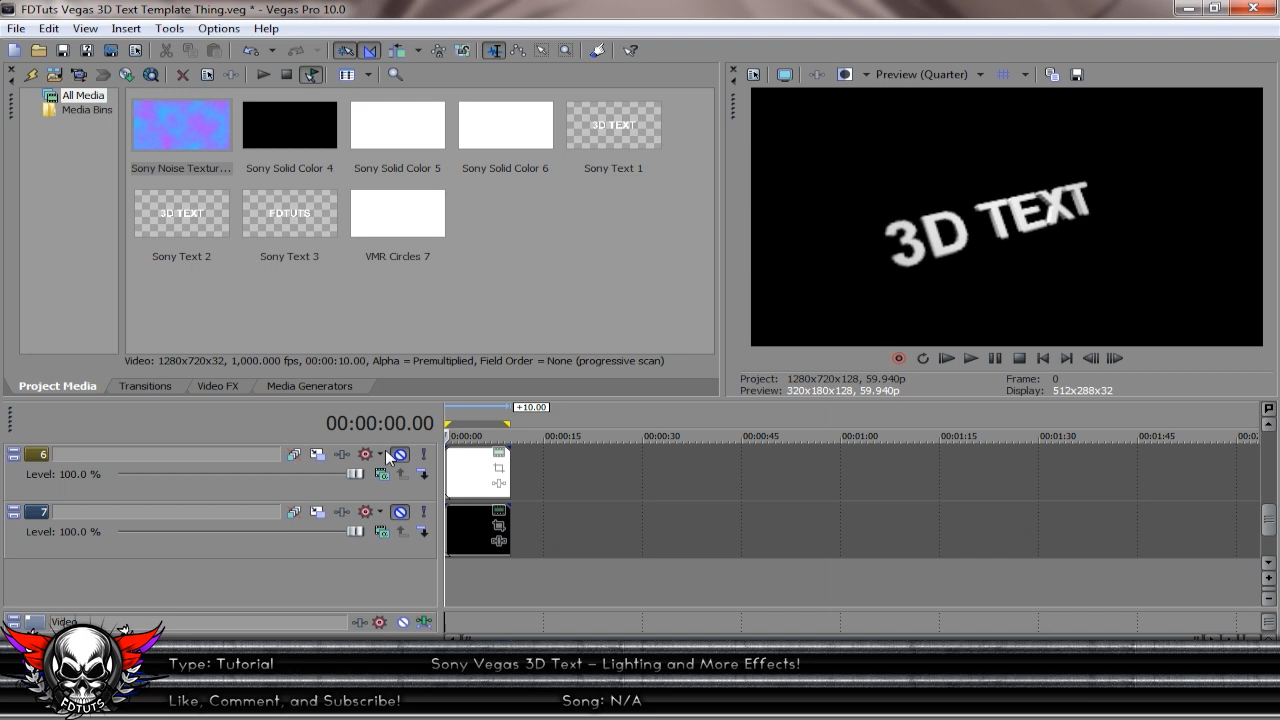 FDTuts Vegas 3D Text Template Thing.veg * - Vegas Pro 10.0
File Edit View Insert Tools Options Help
Preview (Quarter)
All Media
Media Bins
3D TEXT
Sony Noise Textur... Sony Solid Color 4 Sony Solid Color 5 Sony Solid Color 6 Sony Text 1
3D TEXT FDTUTS
Sony Text 2 Sony Text 3 VMR Circles 7
3D TEXT
Video: 1280x720x32, 1,000.000 fps, 00:00:10.00, Alpha = Premultiplied, Field Order = None (progressive scan)
Project Media Transitions Video FX Media Generators
Project: 1280x720x128, 59.940p Frame: 0
Preview: 320x180x128, 59.940p Display: 512x288x32
+10.00
00:00:00.00
0:00:00 00:00:15 00:00:30 00:00:45 00:01:00 00:01:15 00:01:30 00:01:45
6
Level: 100.0 %
7
Level: 100.0 %
Video
Type: Tutorial Sony Vegas 3D Text – Lighting and More Effects!
Like, Comment, and Subscribe! Song: N/A
FDTUTS